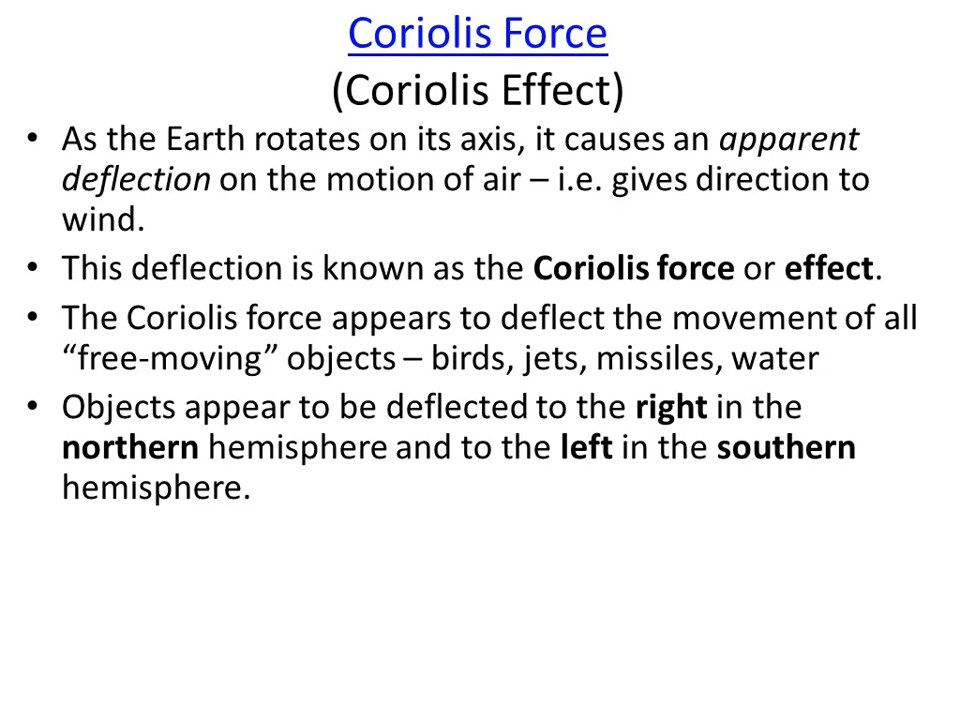 Coriolis Force
(Coriolis Effect)
• As the Earth rotates on its axis, it causes an apparent
deflection on the motion of air – i.e. gives direction to
wind.
• This deflection is known as the Coriolis force or effect.
• The Coriolis force appears to deflect the movement of all
“free-moving” objects – birds, jets, missiles, water
• Objects appear to be deflected to the right in the
northern hemisphere and to the left in the southern
hemisphere.